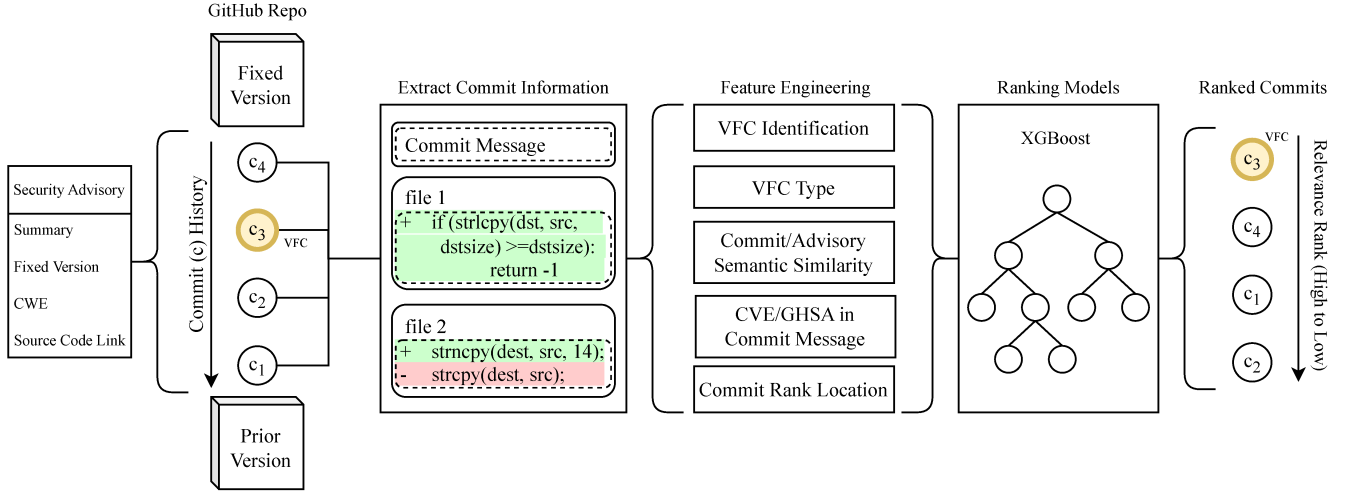 GitHub Repo
Fixed
Version
Security Advisory
Summary
Fixed Version
CWE
Source Code Link
Commit (c) History
c4
c3
VFC
c2
c1
Prior
Version
Extract Commit Information
Commit Message
file 1
+ if (strlcpy(dst, src,
dstsize) >=dstsize):
return -1
file 2
+ strncpy(dest, src, 14);
- strcpy(dest, src);
Feature Engineering
VFC Identification
VFC Type
Commit/Advisory
Semantic Similarity
CVE/GHSA in
Commit Message
Commit Rank Location
Ranking Models
XGBoost
Ranked Commits
VFC
c3
c4
c1
c2
Relevance Rank (High to Low)